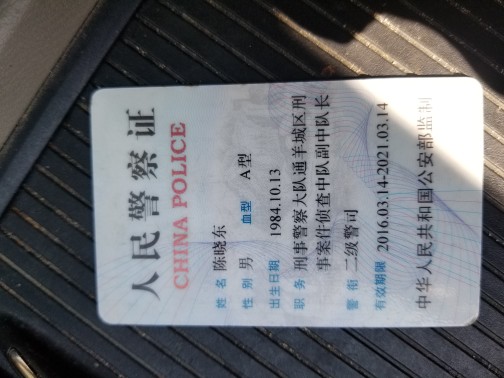 人民警察证
CHINA POLICE
姓名 陈晓东
性别 男 血型 A型
出生日期 1984.10.13
职务 刑事警察大队通羊城区刑
事案件侦查中队副中队长
警衔 二级警司
有效期限 2016.03.14-2021.03.14
中华人民共和国公安部监制